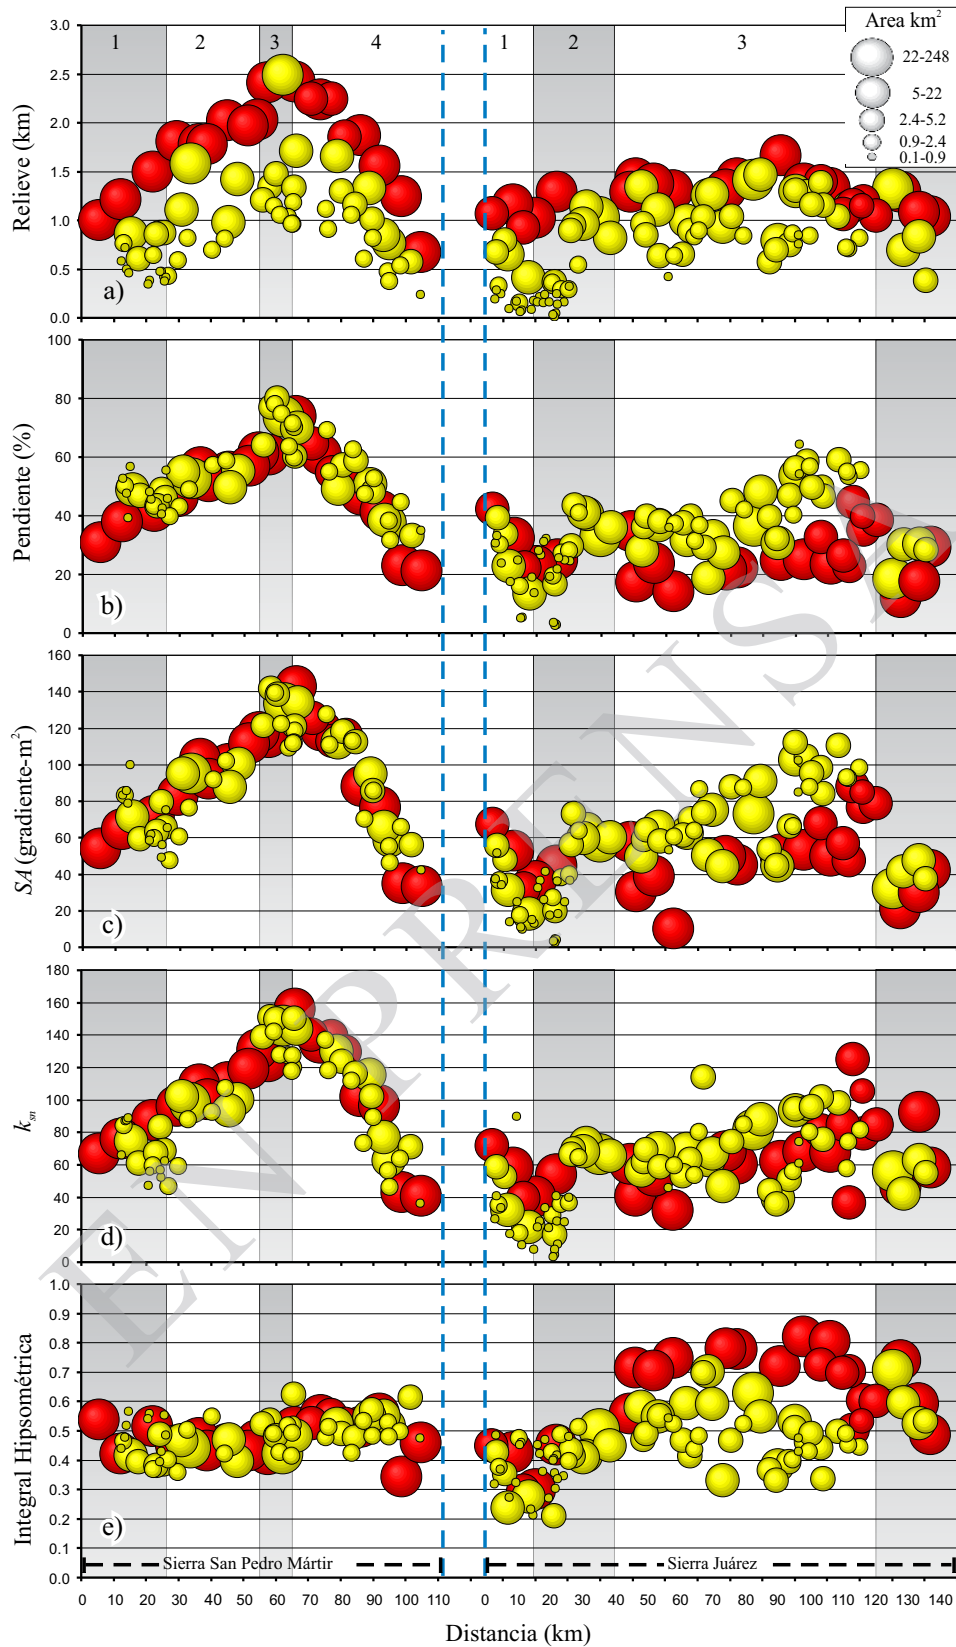 Area km²
22-248
5-22
2.4-5.2
0.9-2.4
0.1-0.9
1 2 3 4 1 2 3
Relieve (km)
3.0
2.5
2.0
1.5
1.0
0.5
0.0
a)
Pendiente (%)
100
80
60
40
20
0
b)
SA (gradiente-m²)
160
140
120
100
80
60
40
20
0
c)
kₛₙ
180
160
140
120
100
80
60
40
20
0
d)
Integral Hipsométrica
1.0
0.9
0.8
0.7
0.6
0.5
0.4
0.3
0.2
0.1
0.0
e)
Sierra San Pedro Mártir
Sierra Juárez
0 10 20 30 40 50 60 70 80 90 100 110 0 10 20 30 40 50 60 70 80 90 100 110 120 130 140
Distancia (km)
EN PRENSA